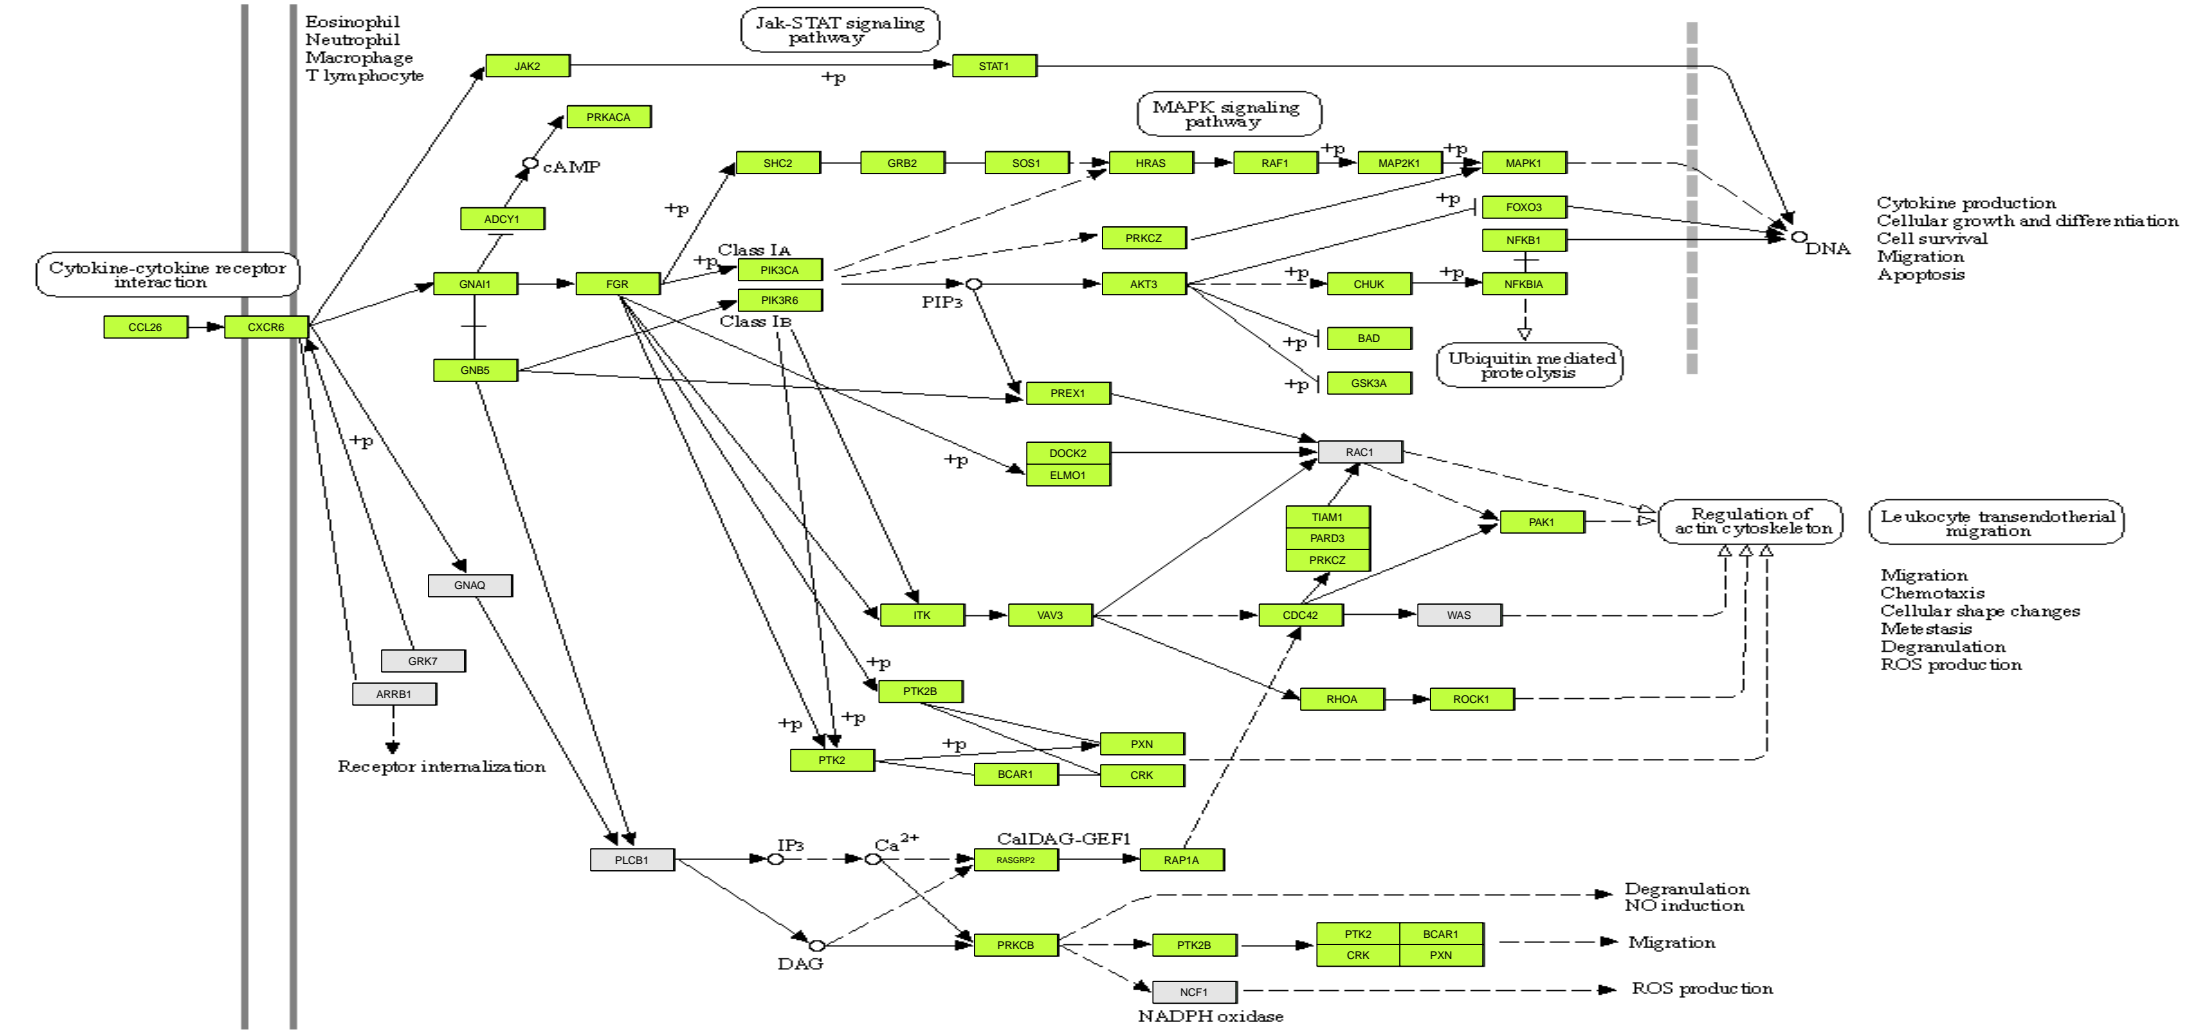 Eosinophil
Neutrophil
Macrophage
T lymphocyte
Jak-STAT signaling
pathway
JAK2
+p
STAT1
PRKACA
cAMP
ADCY1
MAPK signaling
pathway
SHC2
GRB2
SOS1
HRAS
RAF1
+p
MAP2K1
+p
MAPK1
+p
+p
FOXO3
PRKCZ
NFKB1
DNA
Cytokine production
Cellular growth and differentiation
Cell survival
Migration
Apoptosis
Cytokine-cytokine receptor
interaction
CCL26
CXCR6
GNAI1
FGR
+p
Class IA
PIK3CA
PIK3R6
Class IB
PIP3
AKT3
+p
CHUK
+p
NFKBIA
+p
BAD
+p
GSK3A
Ubiquitin mediated
proteolysis
GNB5
PREX1
+p
+p
DOCK2
ELMO1
RAC1
TIAM1
PARD3
PRKCZ
PAK1
Regulation of
actin cytoskeleton
Leukocyte transendotherial
migration
Migration
Chemotaxis
Cellular shape changes
Metestasis
Degranulation
ROS production
GNAQ
ITK
VAV3
CDC42
WAS
GRK7
ARRB1
Receptor internalization
+p
PTK2B
RHOA
ROCK1
+p
+p
PTK2
+p
PXN
BCAR1
CRK
PLCB1
IP3
Ca2+
CalDAG-GEF1
RASGRP2
RAP1A
DAG
PRKCB
PTK2B
PTK2
BCAR1
CRK
PXN
Degranulation
NO induction
Migration
NCF1
NADPH oxidase
ROS production